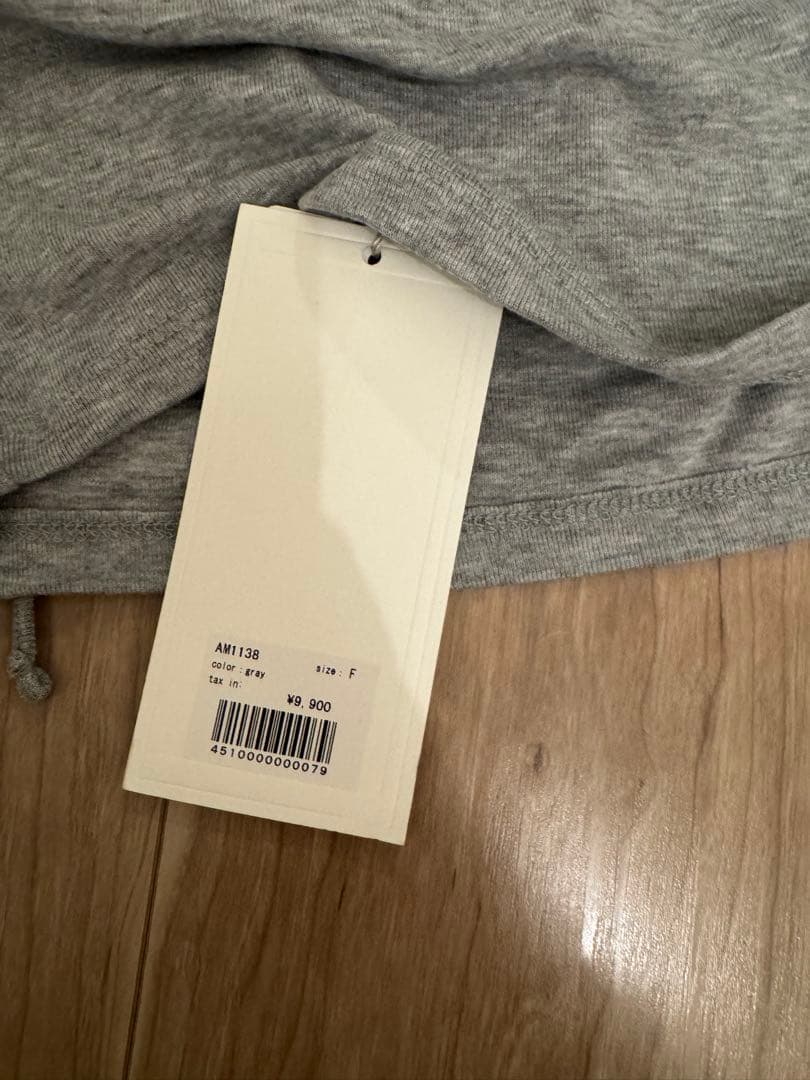 AM1138
color : gray size : F
tax in:
¥9,900
4510000000079